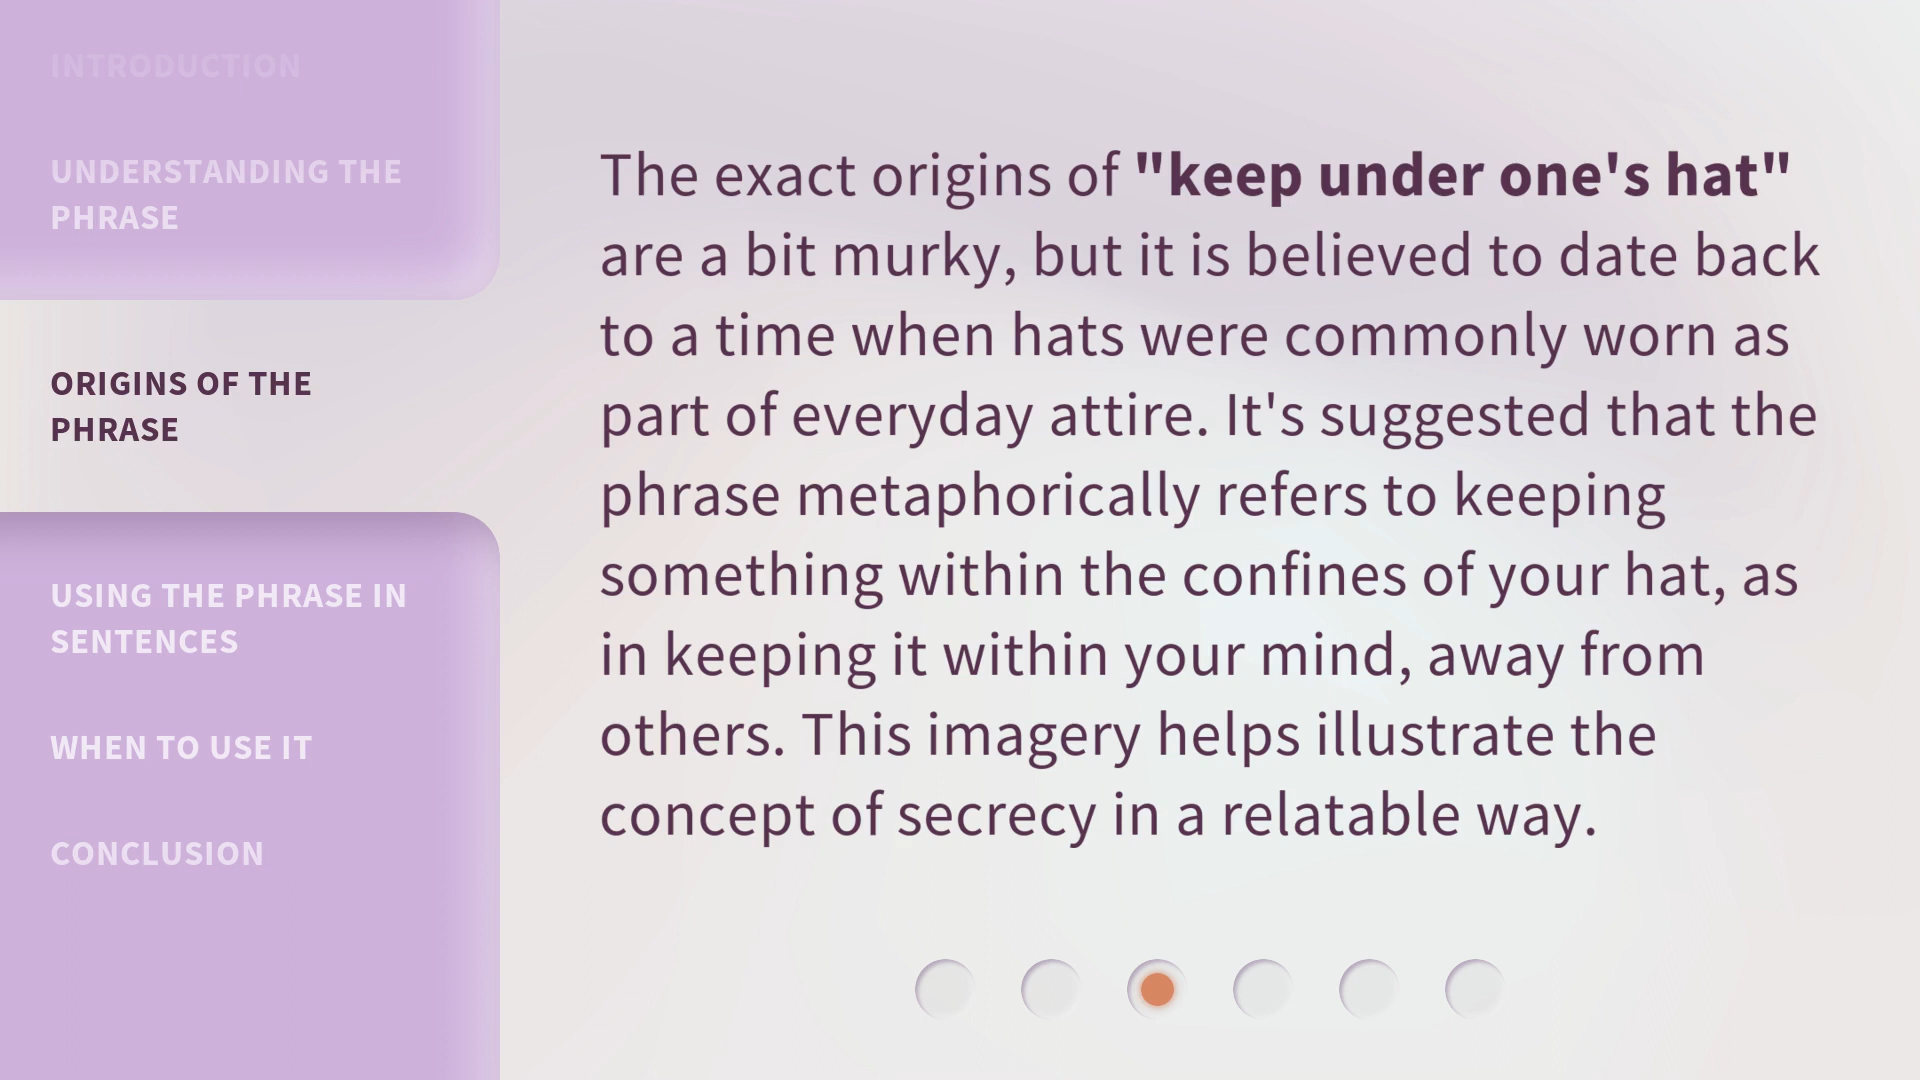 INTRODUCTION
UNDERSTANDING THE
PHRASE
ORIGINS OF THE
PHRASE
USING THE PHRASE IN
SENTENCES
WHEN TO USE IT
CONCLUSION
The exact origins of "keep under one's hat"
are a bit murky, but it is believed to date back
to a time when hats were commonly worn as
part of everyday attire. It's suggested that the
phrase metaphorically refers to keeping
something within the confines of your hat, as
in keeping it within your mind, away from
others. This imagery helps illustrate the
concept of secrecy in a relatable way.